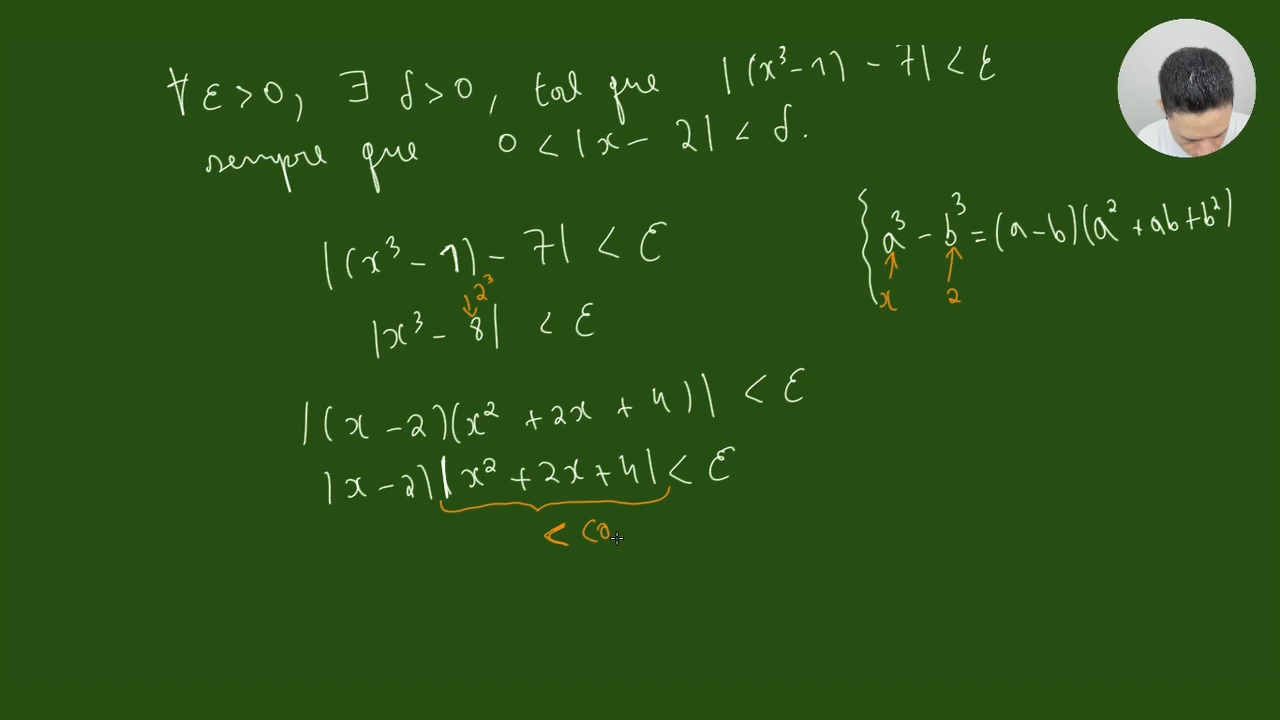 ∀ ε > 0, ∃ δ > 0, tal que |(x³ - 1) - 7| < ε
sempre que 0 < |x - 2| < δ.
{ a³ - b³ = (a - b)(a² + ab + b²)
x 2
|(x³ - 1) - 7| < ε
2³
|x³ - 8| < ε
|(x - 2)(x² + 2x + 4)| < ε
|x - 2||x² + 2x + 4| < ε
< co